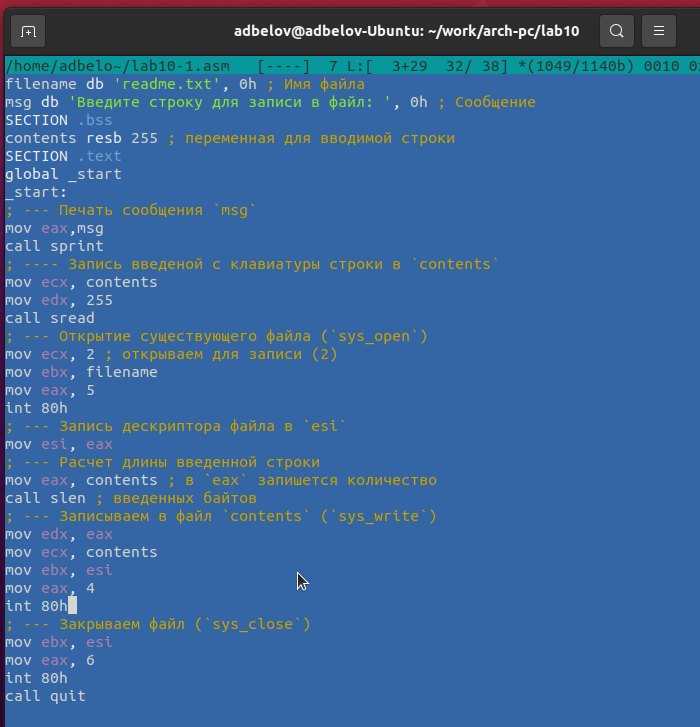 adbelov@adbelov-Ubuntu: ~/work/arch-pc/lab10
/home/adbelo~/lab10-1.asm   [----]  7 L:[  3+29  32/ 38] *(1049/1140b) 0010 0
filename db 'readme.txt', 0h ; Имя файла
msg db 'Введите строку для записи в файл: ', 0h ; Сообщение
SECTION .bss
contents resb 255 ; переменная для вводимой строки
SECTION .text
global _start
_start:
; --- Печать сообщения `msg`
mov eax,msg
call sprint
; ---- Запись введеной с клавиатуры строки в `contents`
mov ecx, contents
mov edx, 255
call sread
; --- Открытие существующего файла (`sys_open`)
mov ecx, 2 ; открываем для записи (2)
mov ebx, filename
mov eax, 5
int 80h
; --- Запись дескриптора файла в `esi`
mov esi, eax
; --- Расчет длины введенной строки
mov eax, contents ; в `eax` запишется количество
call slen ; введенных байтов
; --- Записываем в файл `contents` (`sys_write`)
mov edx, eax
mov ecx, contents
mov ebx, esi
mov eax, 4
int 80h
; --- Закрываем файл (`sys_close`)
mov ebx, esi
mov eax, 6
int 80h
call quit